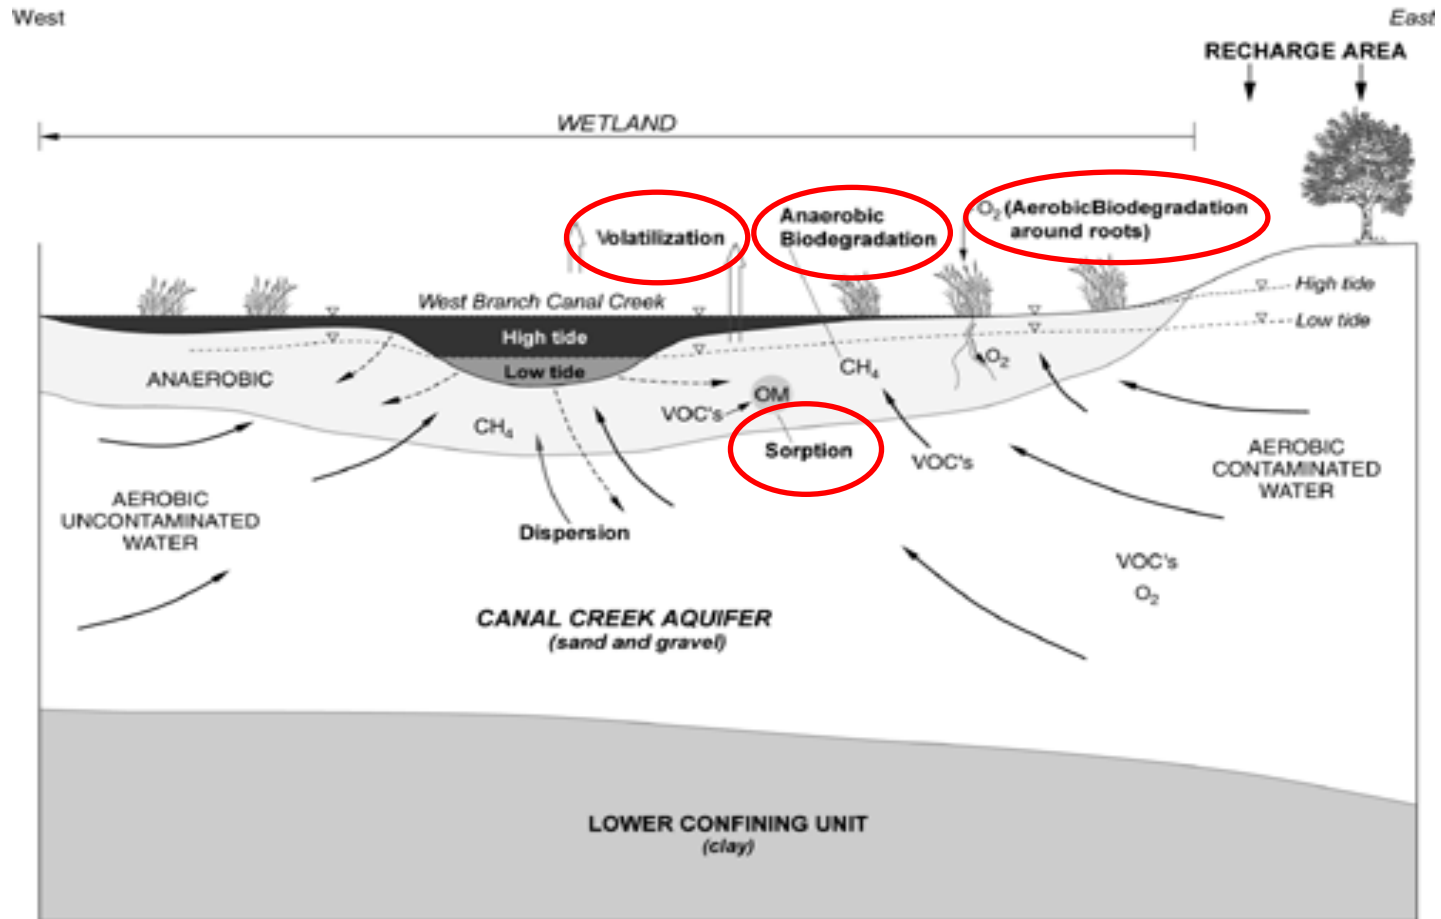 West
East
RECHARGE AREA
WETLAND
Volatilization
Anaerobic
Biodegradation
O2 (AerobicBiodegradation
around roots)
West Branch Canal Creek
High tide
Low tide
High tide
Low tide
ANAEROBIC
CH4
O2
OM
VOC's
CH4
Sorption
VOC's
AEROBIC
CONTAMINATED
WATER
AEROBIC
UNCONTAMINATED
WATER
Dispersion
VOC's
O2
CANAL CREEK AQUIFER
(sand and gravel)
LOWER CONFINING UNIT
(clay)